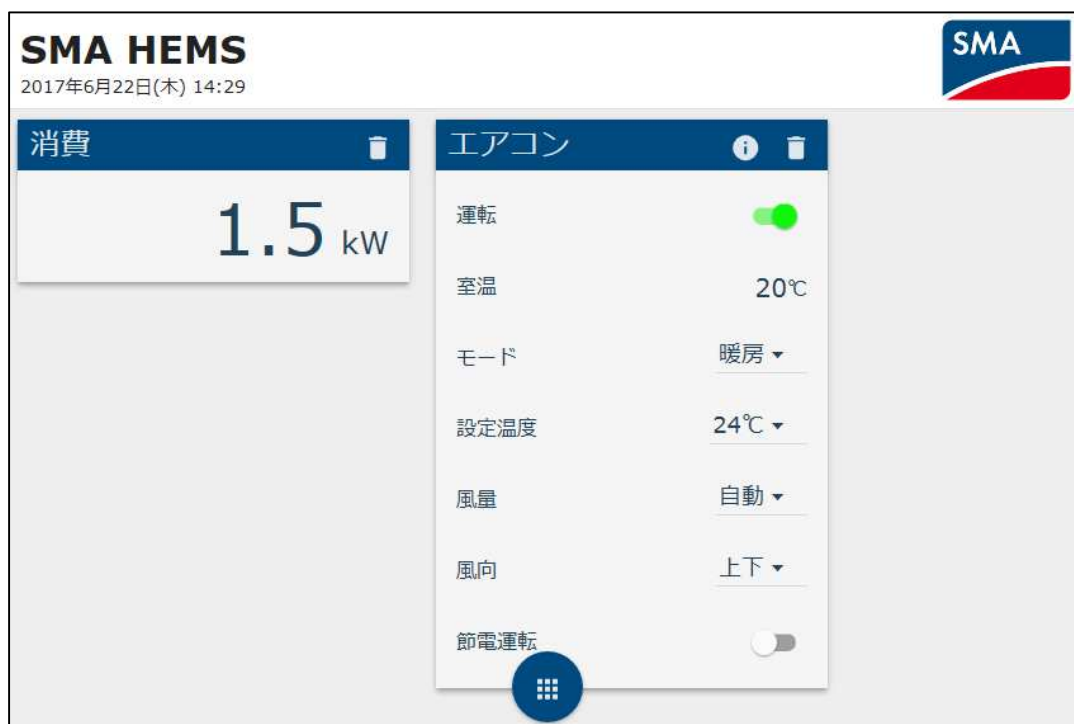 SMA HEMS
2017年6月22日(木) 14:29
SMA
消費
1.5 kW
エアコン
運転
室温 20℃
モード 暖房
設定温度 24℃
風量 自動
風向 上下
節電運転